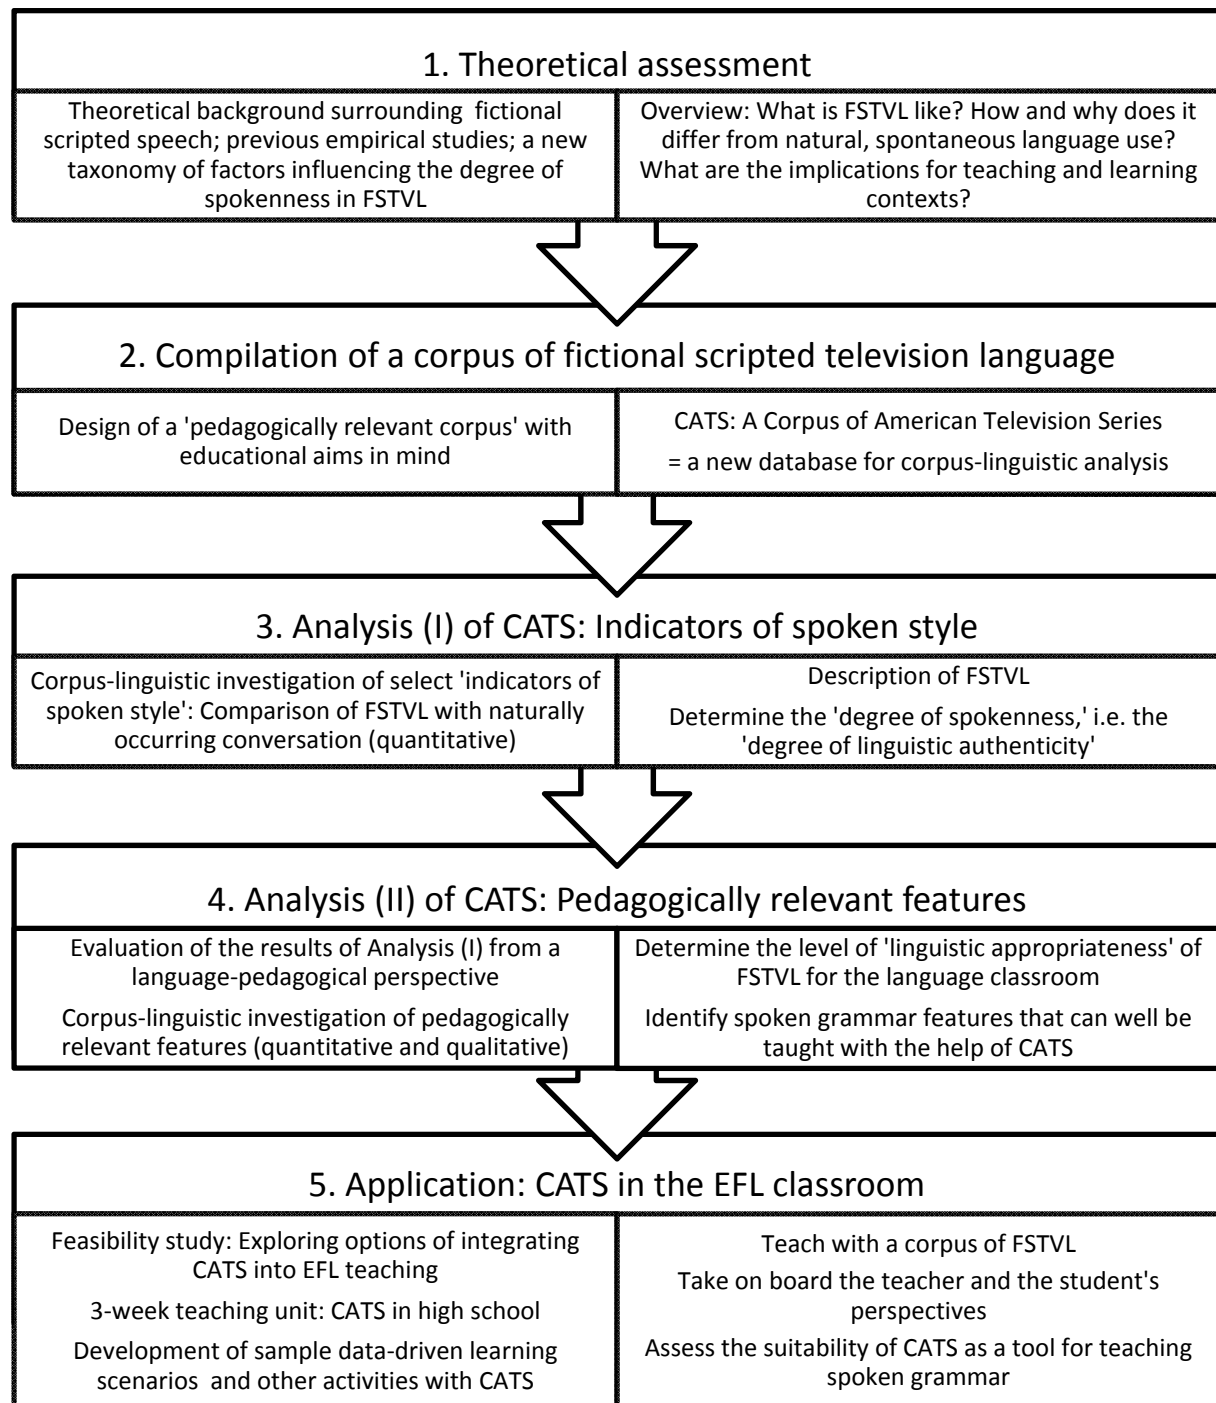 1. Theoretical assessment
Theoretical background surrounding fictional
scripted speech; previous empirical studies; a new
taxonomy of factors influencing the degree of
spokenness in FSTVL
Overview: What is FSTVL like? How and why does it
differ from natural, spontaneous language use?
What are the implications for teaching and learning
contexts?
2. Compilation of a corpus of fictional scripted television language
Design of a 'pedagogically relevant corpus' with
educational aims in mind
CATS: A Corpus of American Television Series
= a new database for corpus-linguistic analysis
3. Analysis (I) of CATS: Indicators of spoken style
Corpus-linguistic investigation of select 'indicators of
spoken style': Comparison of FSTVL with naturally
occurring conversation (quantitative)
Description of FSTVL
Determine the 'degree of spokenness,' i.e. the
'degree of linguistic authenticity'
4. Analysis (II) of CATS: Pedagogically relevant features
Evaluation of the results of Analysis (I) from a
language-pedagogical perspective
Corpus-linguistic investigation of pedagogically
relevant features (quantitative and qualitative)
Determine the level of 'linguistic appropriateness' of
FSTVL for the language classroom
Identify spoken grammar features that can well be
taught with the help of CATS
5. Application: CATS in the EFL classroom
Feasibility study: Exploring options of integrating
CATS into EFL teaching
3-week teaching unit: CATS in high school
Development of sample data-driven learning
scenarios and other activities with CATS
Teach with a corpus of FSTVL
Take on board the teacher and the student's
perspectives
Assess the suitability of CATS as a tool for teaching
spoken grammar